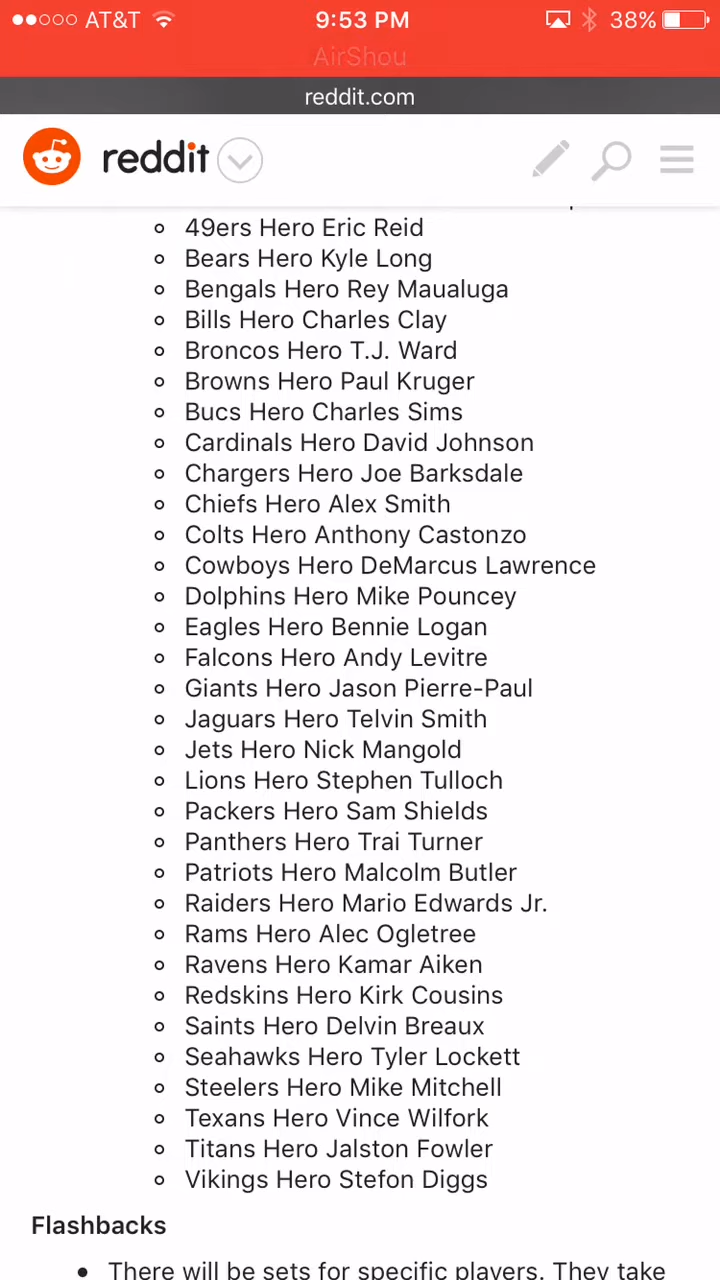 ●●○○○ AT&T 9:53 PM 38%
AirShou
reddit.com
reddit
◦ 49ers Hero Eric Reid
◦ Bears Hero Kyle Long
◦ Bengals Hero Rey Maualuga
◦ Bills Hero Charles Clay
◦ Broncos Hero T.J. Ward
◦ Browns Hero Paul Kruger
◦ Bucs Hero Charles Sims
◦ Cardinals Hero David Johnson
◦ Chargers Hero Joe Barksdale
◦ Chiefs Hero Alex Smith
◦ Colts Hero Anthony Castonzo
◦ Cowboys Hero DeMarcus Lawrence
◦ Dolphins Hero Mike Pouncey
◦ Eagles Hero Bennie Logan
◦ Falcons Hero Andy Levitre
◦ Giants Hero Jason Pierre-Paul
◦ Jaguars Hero Telvin Smith
◦ Jets Hero Nick Mangold
◦ Lions Hero Stephen Tulloch
◦ Packers Hero Sam Shields
◦ Panthers Hero Trai Turner
◦ Patriots Hero Malcolm Butler
◦ Raiders Hero Mario Edwards Jr.
◦ Rams Hero Alec Ogletree
◦ Ravens Hero Kamar Aiken
◦ Redskins Hero Kirk Cousins
◦ Saints Hero Delvin Breaux
◦ Seahawks Hero Tyler Lockett
◦ Steelers Hero Mike Mitchell
◦ Texans Hero Vince Wilfork
◦ Titans Hero Jalston Fowler
◦ Vikings Hero Stefon Diggs
Flashbacks
• There will be sets for specific players. They take